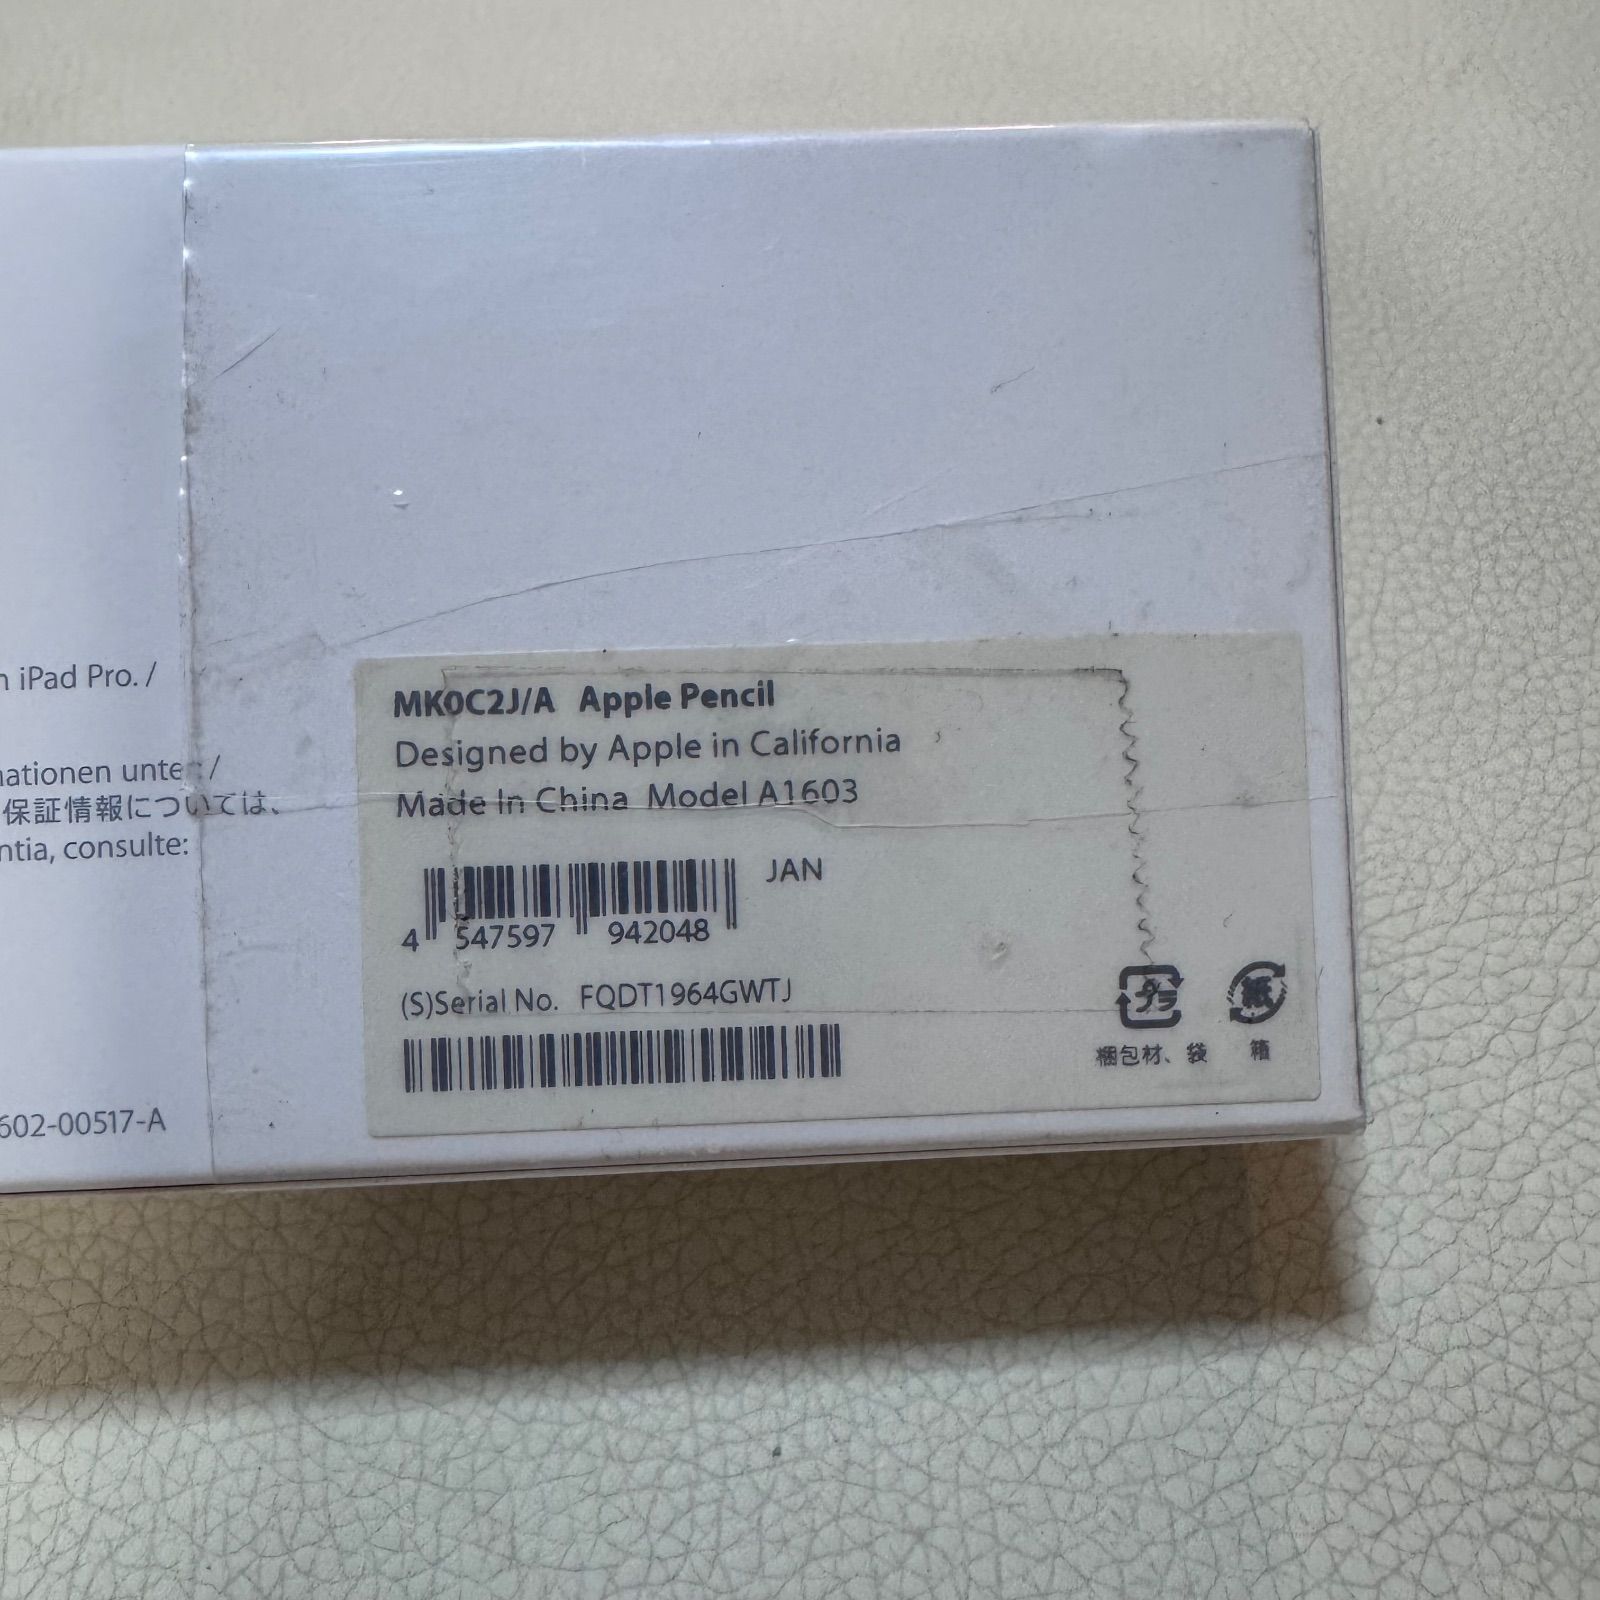 n iPad Pro. /
ationen unter: /
保証情報については、
ntia, consulte:
602-00517-A
MK0C2J/A Apple Pencil
Designed by Apple in California
Made In China Model A1603
JAN
4 547597 942048
(S)Serial No. FQDT1964GWTJ
プラ 紙
梱包材、袋 箱